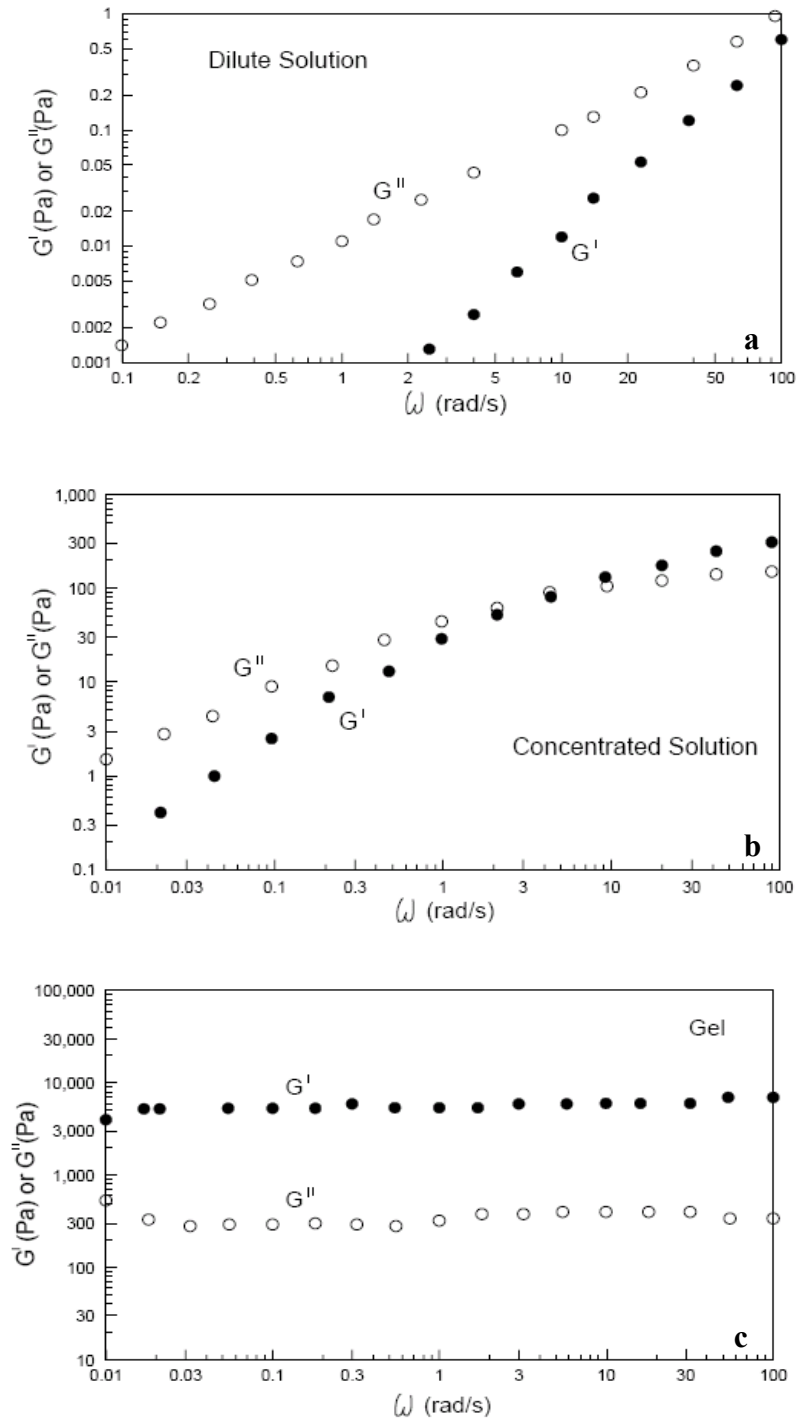 1
0.5
0.2
0.1
0.05
0.02
0.01
0.005
0.002
0.001
G'(Pa) or G"(Pa)
Dilute Solution
G"
G'
a
0.1 0.2 0.5 1 2 5 10 20 50 100
ω (rad/s)
1,000
300
100
30
10
3
1
0.3
0.1
G'(Pa) or G"(Pa)
G"
G'
Concentrated Solution
b
0.01 0.03 0.1 0.3 1 3 10 30 100
ω (rad/s)
100,000
30,000
10,000
3,000
1,000
300
100
30
10
G'(Pa) or G"(Pa)
Gel
G'
G"
c
0.01 0.03 0.1 0.3 1 3 10 30 100
ω (rad/s)